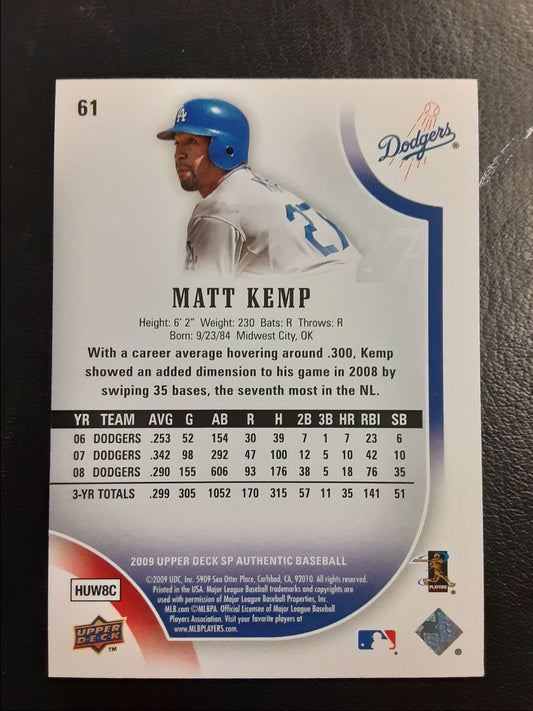 61
Dodgers ®
27
MATT KEMP
Height: 6' 2" Weight: 230 Bats: R Throws: R
Born: 9/23/84 Midwest City, OK
With a career average hovering around .300, Kemp
showed an added dimension to his game in 2008 by
swiping 35 bases, the seventh most in the NL.
YR TEAM AVG G AB R H 2B 3B HR RBI SB
06 DODGERS .253 52 154 30 39 7 1 7 23 6
07 DODGERS .342 98 292 47 100 12 5 10 42 10
08 DODGERS .290 155 606 93 176 38 5 18 76 35
3-YR TOTALS .299 305 1052 170 315 57 11 35 141 51
2009 UPPER DECK SP AUTHENTIC BASEBALL
©2009 UDC, Inc. 5909 Sea Otter Place, Carlsbad, CA, 92010. All rights reserved.
Printed in the USA. Major League Baseball trademarks and copyrights are
used with permission of Major League Baseball Properties, Inc.
MLB.com ©MLBPA. Official Licensee of Major League Baseball
Players Association. Visit your favorite players at
www.MLBPLAYERS.com.
HUW8C
UPPER
DECK
TM
PLAYERS
®